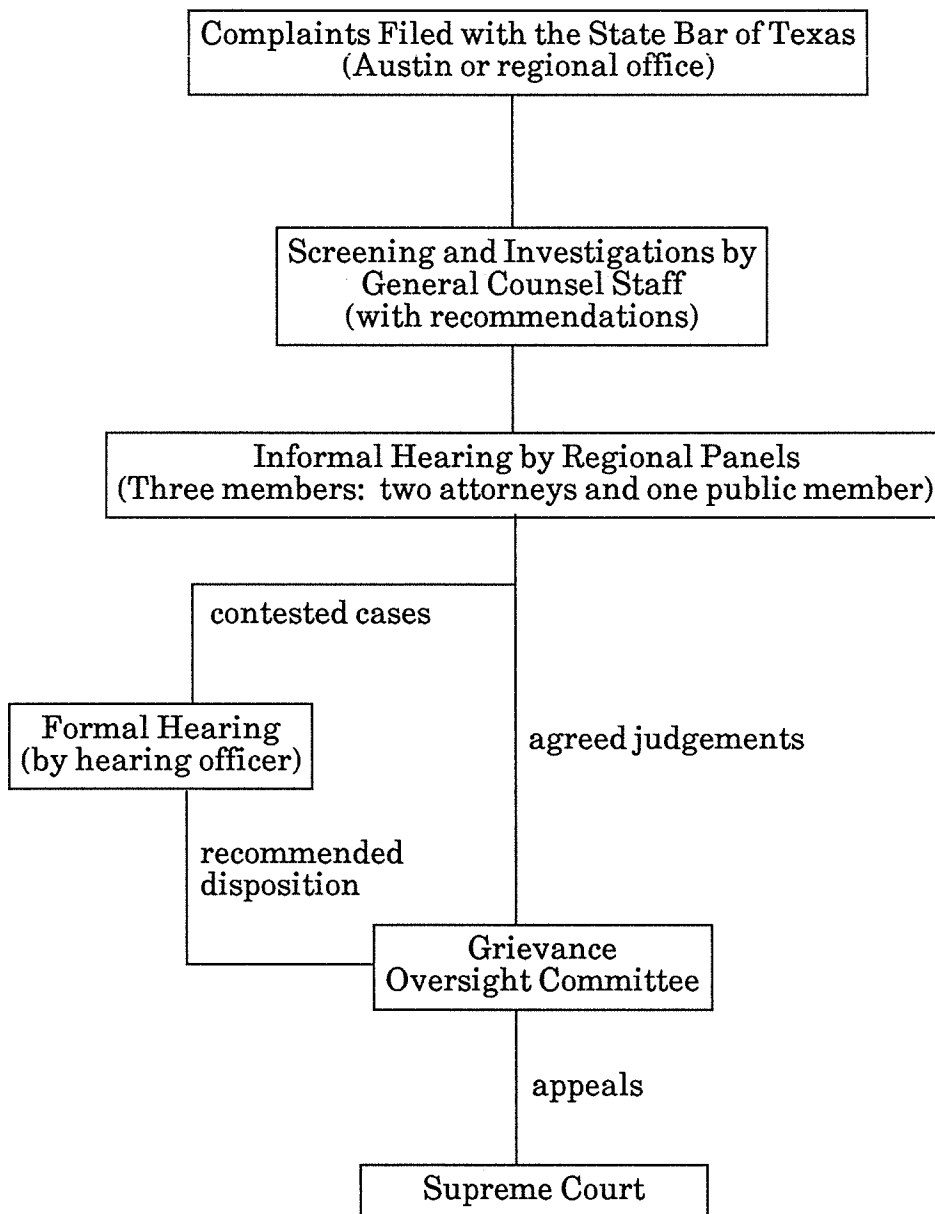 Complaints Filed with the State Bar of Texas
(Austin or regional office)
Screening and Investigations by
General Counsel Staff
(with recommendations)
Informal Hearing by Regional Panels
(Three members: two attorneys and one public member)
contested cases
Formal Hearing
(by hearing officer)
agreed judgements
recommended
disposition
Grievance
Oversight Committee
appeals
Supreme Court